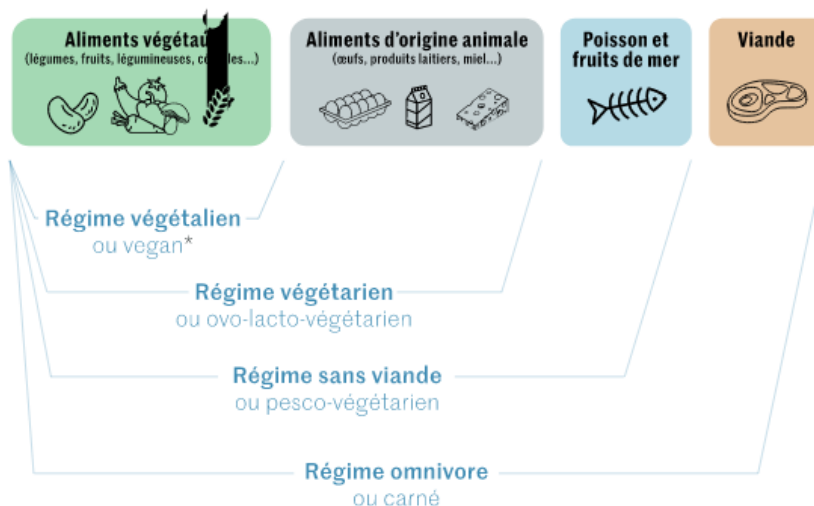 Aliments
(légumes, fruits, légumineuses,
Aliments d'origine animale
(œufs, produits laitiers, miel...)
Poisson et
fruits de mer
Viande
Régime végétalien
ou vegan*
Régime végétarien
ou ovo-lacto-végétarien
Régime sans viande
ou pesco-végétarien
Régime omnivore
ou carné